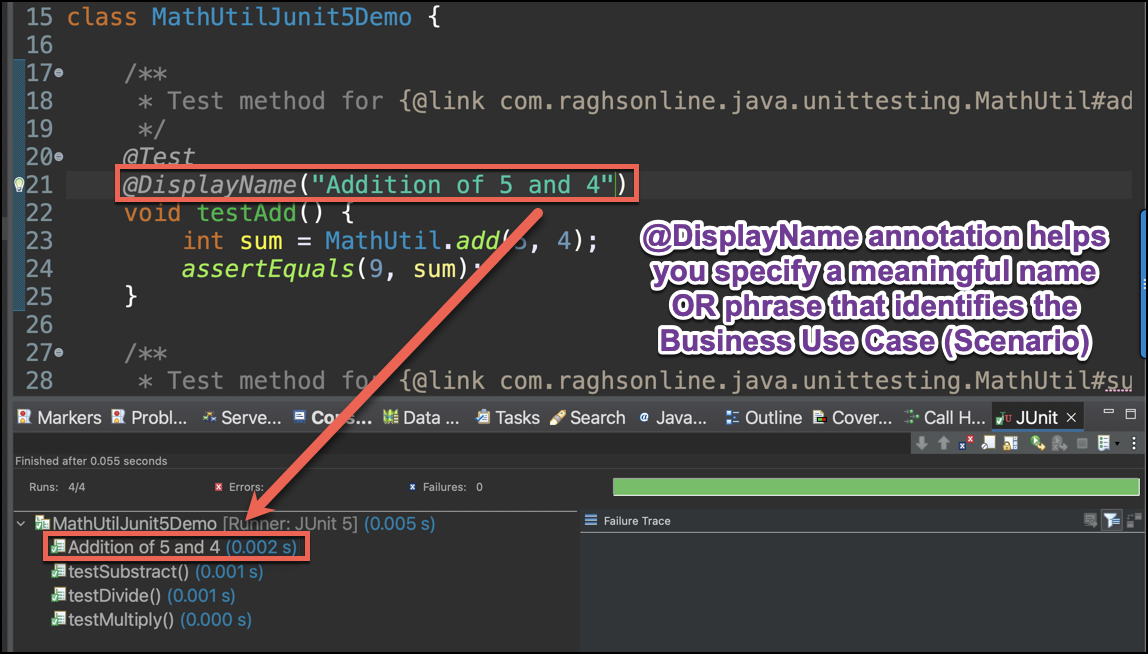 15 class MathUtilJunit5Demo {
16
17 /**
18 * Test method for {@link com.raghsonline.java.unittesting.MathUtil#ad
19 */
20 @Test
21 @DisplayName("Addition of 5 and 4")
22 void testAdd() {
23 int sum = MathUtil.add(5, 4);
24 assertEquals(9, sum);
25 }
26
27 /**
28 * Test method for {@link com.raghsonline.java.unittesting.MathUtil#su
@DisplayName annotation helps
you specify a meaningful name
OR phrase that identifies the
Business Use Case (Scenario)
Markers Probl... Serve... Cons... Data ... Tasks Search Java... Outline Cover... Call H... JUnit
Finished after 0.055 seconds
Runs: 4/4 Errors: Failures: 0
MathUtilJunit5Demo [Runner: JUnit 5] (0.005 s)
Addition of 5 and 4 (0.002 s)
testSubstract() (0.001 s)
testDivide() (0.001 s)
testMultiply() (0.000 s)
Failure Trace